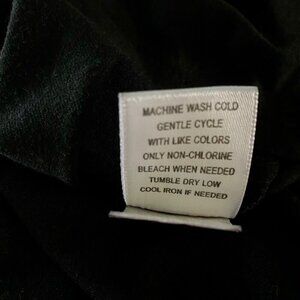 MACHINE WASH COLD
GENTLE CYCLE
WITH LIKE COLORS
ONLY NON-CHLORINE
BLEACH WHEN NEEDED
TUMBLE DRY LOW
COOL IRON IF NEEDED